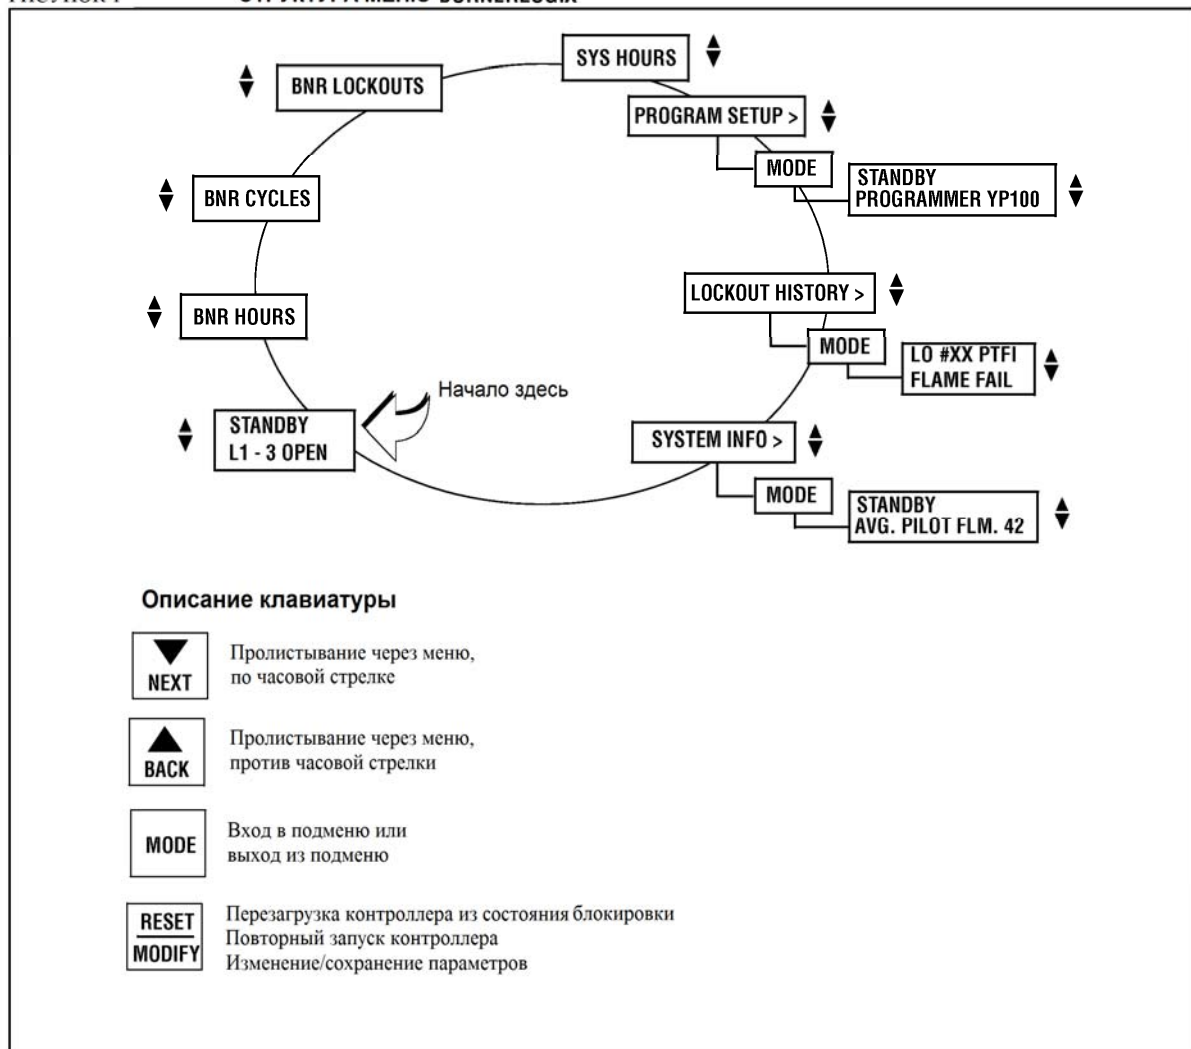 СТРУКТУРА МЕНЮ BURNERLOGIX
SYS HOURS
BNR LOCKOUTS
PROGRAM SETUP >
MODE
STANDBY
PROGRAMMER YP100
BNR CYCLES
LOCKOUT HISTORY >
BNR HOURS
MODE
LO #XX PTFI
FLAME FAIL
Начало здесь
STANDBY
L1 - 3 OPEN
SYSTEM INFO >
MODE
STANDBY
AVG. PILOT FLM. 42
Описание клавиатуры
NEXT
Пролистывание через меню,
по часовой стрелке
BACK
Пролистывание через меню,
против часовой стрелки
MODE
Вход в подменю или
выход из подменю
RESET
MODIFY
Перезагрузка контроллера из состояния блокировки
Повторный запуск контроллера
Изменение/сохранение параметров